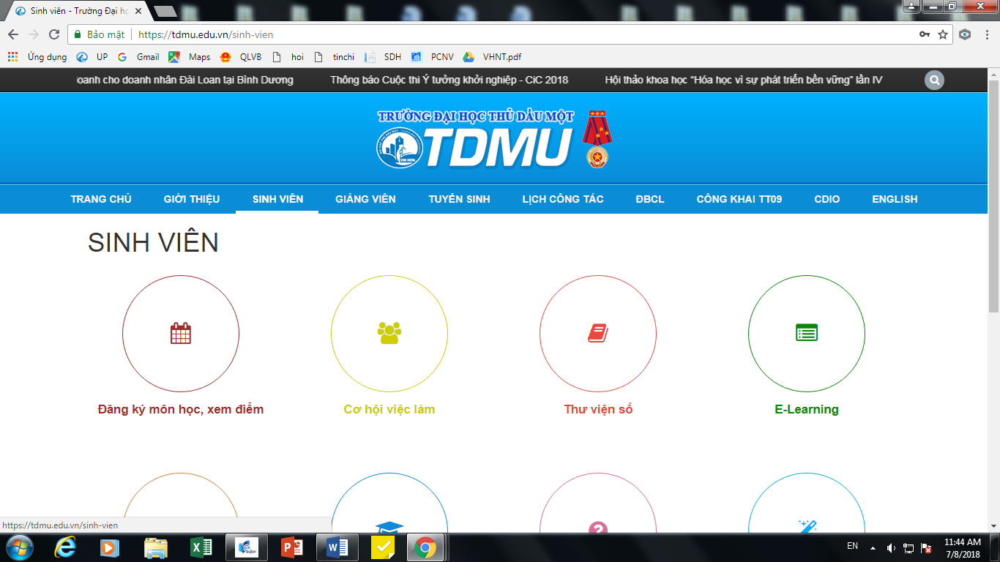 Sinh viên - Trường Đại họ
Bảo mật https://tdmu.edu.vn/sinh-vien
Ứng dụng UP Gmail Maps QLVB hoi tinchi SDH PCNV VHNT.pdf
doanh cho doanh nhân Đài Loan tại Bình Dương Thông báo Cuộc thi Ý tưởng khởi nghiệp - CiC 2018 Hội thảo khoa học “Hóa học vì sự phát triển bền vững” lần IV
TRƯỜNG ĐẠI HỌC THỦ DẦU MỘT
TDMU
TRANG CHỦ GIỚI THIỆU SINH VIÊN GIẢNG VIÊN TUYỂN SINH LỊCH CÔNG TÁC ĐBCL CÔNG KHAI TT09 CDIO ENGLISH
SINH VIÊN
Đăng ký môn học, xem điểm Cơ hội việc làm Thư viện số E-Learning
https://tdmu.edu.vn/sinh-vien
EN 11:44 AM
7/8/2018